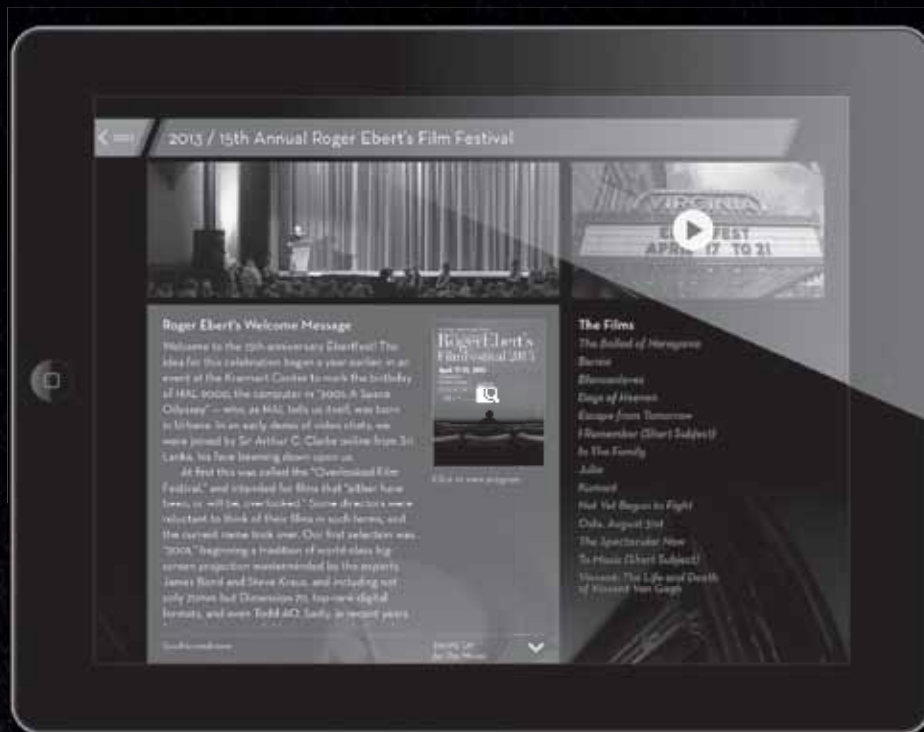 2013 / 15th Annual Roger Ebert's Film Festival
VIRGINIA
FEST
APRIL 17 TO 21
Roger Ebert's Welcome Message
Welcome to the 15th anniversary Ebertfest! The
idea for this celebration began a year earlier in an
event at the Krannert Center to mark the birthday
of HAL 9000, the computer in "2001: A Space
Odyssey" — who, as HAL tells us itself, was born
in Urbana. In an early demo of video chats, we
were joined by Sir Arthur C. Clarke online from Sri
Lanka, his face beaming down upon us.
At first this was called the "Overlooked Film
Festival," and intended for films that "either have
been, or will be, overlooked." Some directors were
reluctant to think of their films in such terms, and
the current name took over. Our first selection was
"2001," beginning a tradition of world-class big-
screen projection masterminded by the experts
James Bond and Steve Kraus, and including not
only 70mm but Dimension 70, top-rank digital
formats, and even Todd-AO. Sadly, in recent years
Roger Ebert's
Film Festival 2013
Click to view program
The Films
The Ballad of Narayama
Bernie
Blancanieves
Days of Heaven
Escape from Tomorrow
I Remember (Short Subject)
In The Family
Julia
Kumaré
Not Yet Begun to Fight
Oslo, August 31st
The Spectacular Now
To Music (Short Subject)
Vincent: The Life and Death
of Vincent Van Gogh